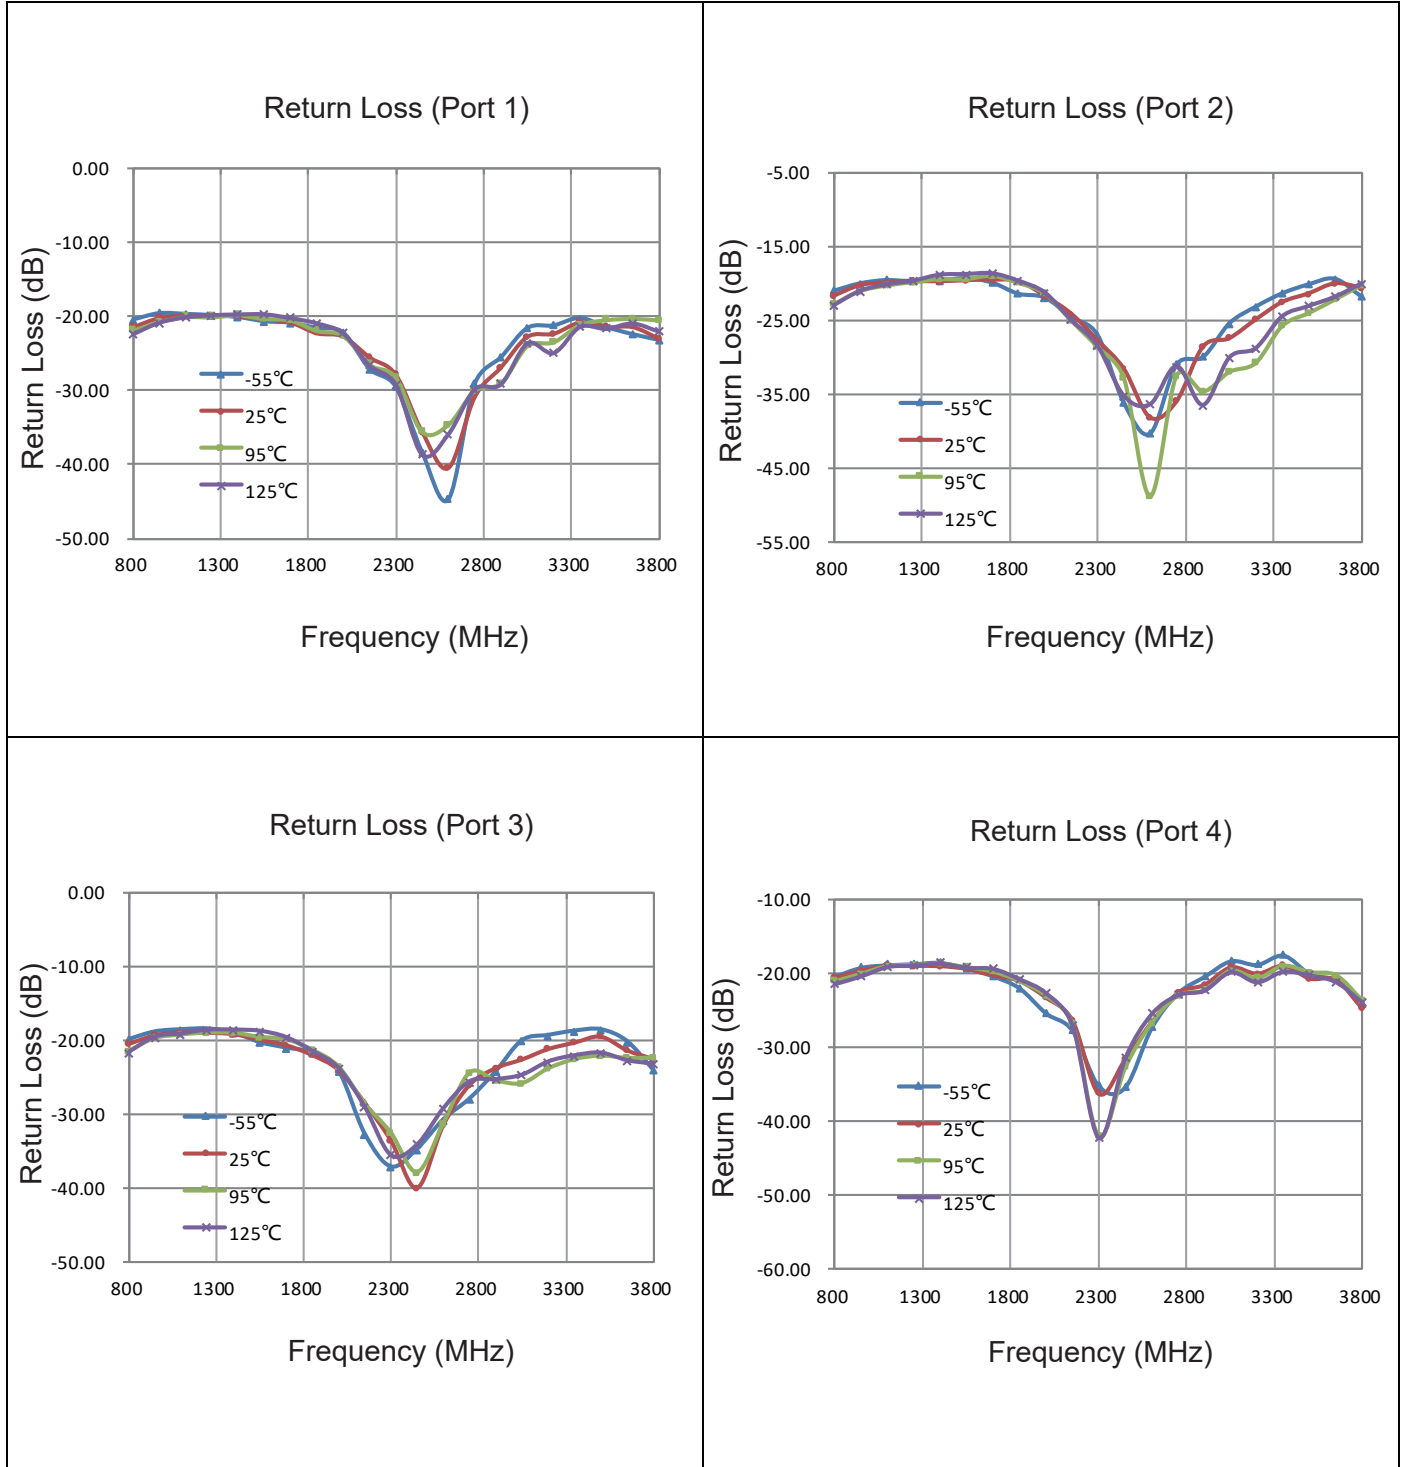 Return Loss (Port 1)
0.00
-10.00
-20.00
-30.00
-40.00
-50.00
Return Loss (dB)
-55℃
25℃
95℃
125℃
800 1300 1800 2300 2800 3300 3800
Frequency (MHz)
Return Loss (Port 2)
-5.00
-15.00
-25.00
-35.00
-45.00
-55.00
Return Loss (dB)
-55℃
25℃
95℃
125℃
800 1300 1800 2300 2800 3300 3800
Frequency (MHz)
Return Loss (Port 3)
0.00
-10.00
-20.00
-30.00
-40.00
-50.00
Return Loss (dB)
-55℃
25℃
95℃
125℃
800 1300 1800 2300 2800 3300 3800
Frequency (MHz)
Return Loss (Port 4)
-10.00
-20.00
-30.00
-40.00
-50.00
-60.00
Return Loss (dB)
-55℃
25℃
95℃
125℃
800 1300 1800 2300 2800 3300 3800
Frequency (MHz)